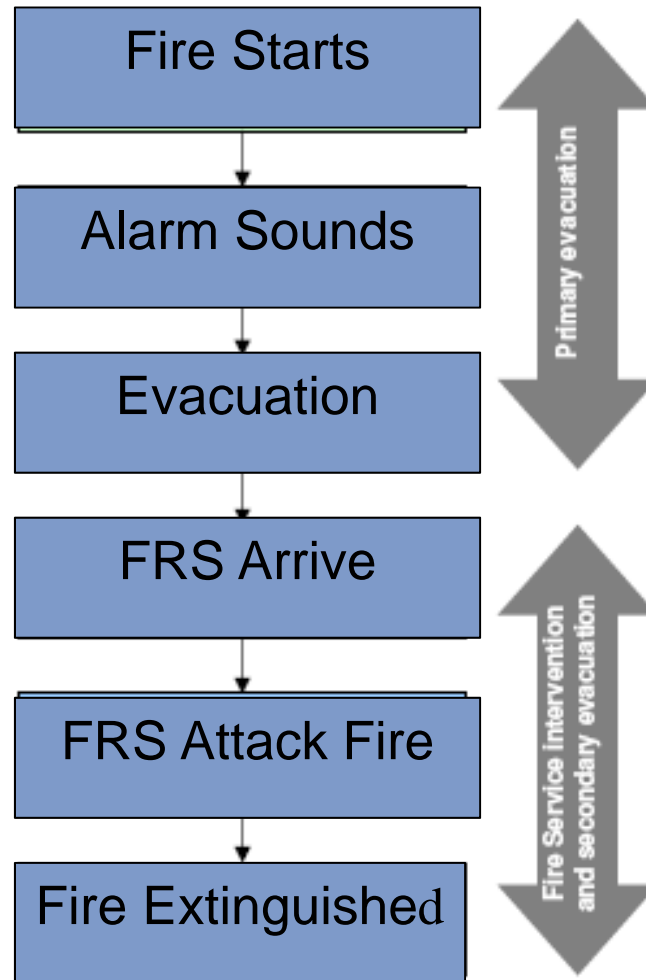 Fire Starts
Alarm Sounds
Evacuation
Primary evacuation
FRS Arrive
FRS Attack Fire
Fire Extinguished
Fire Service intervention
and secondary evacuation